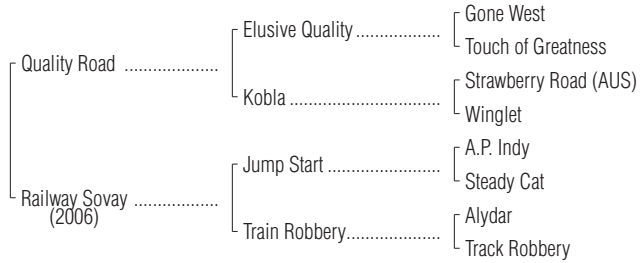 Gone West
Elusive Quality ...................
Touch of Greatness
Quality Road .....................
Strawberry Road (AUS)
Kobla ..................................
Winglet
A.P. Indy
Jump Start .........................
Steady Cat
Railway Sovay ...................
(2006)
Alydar
Train Robbery.....................
Track Robbery